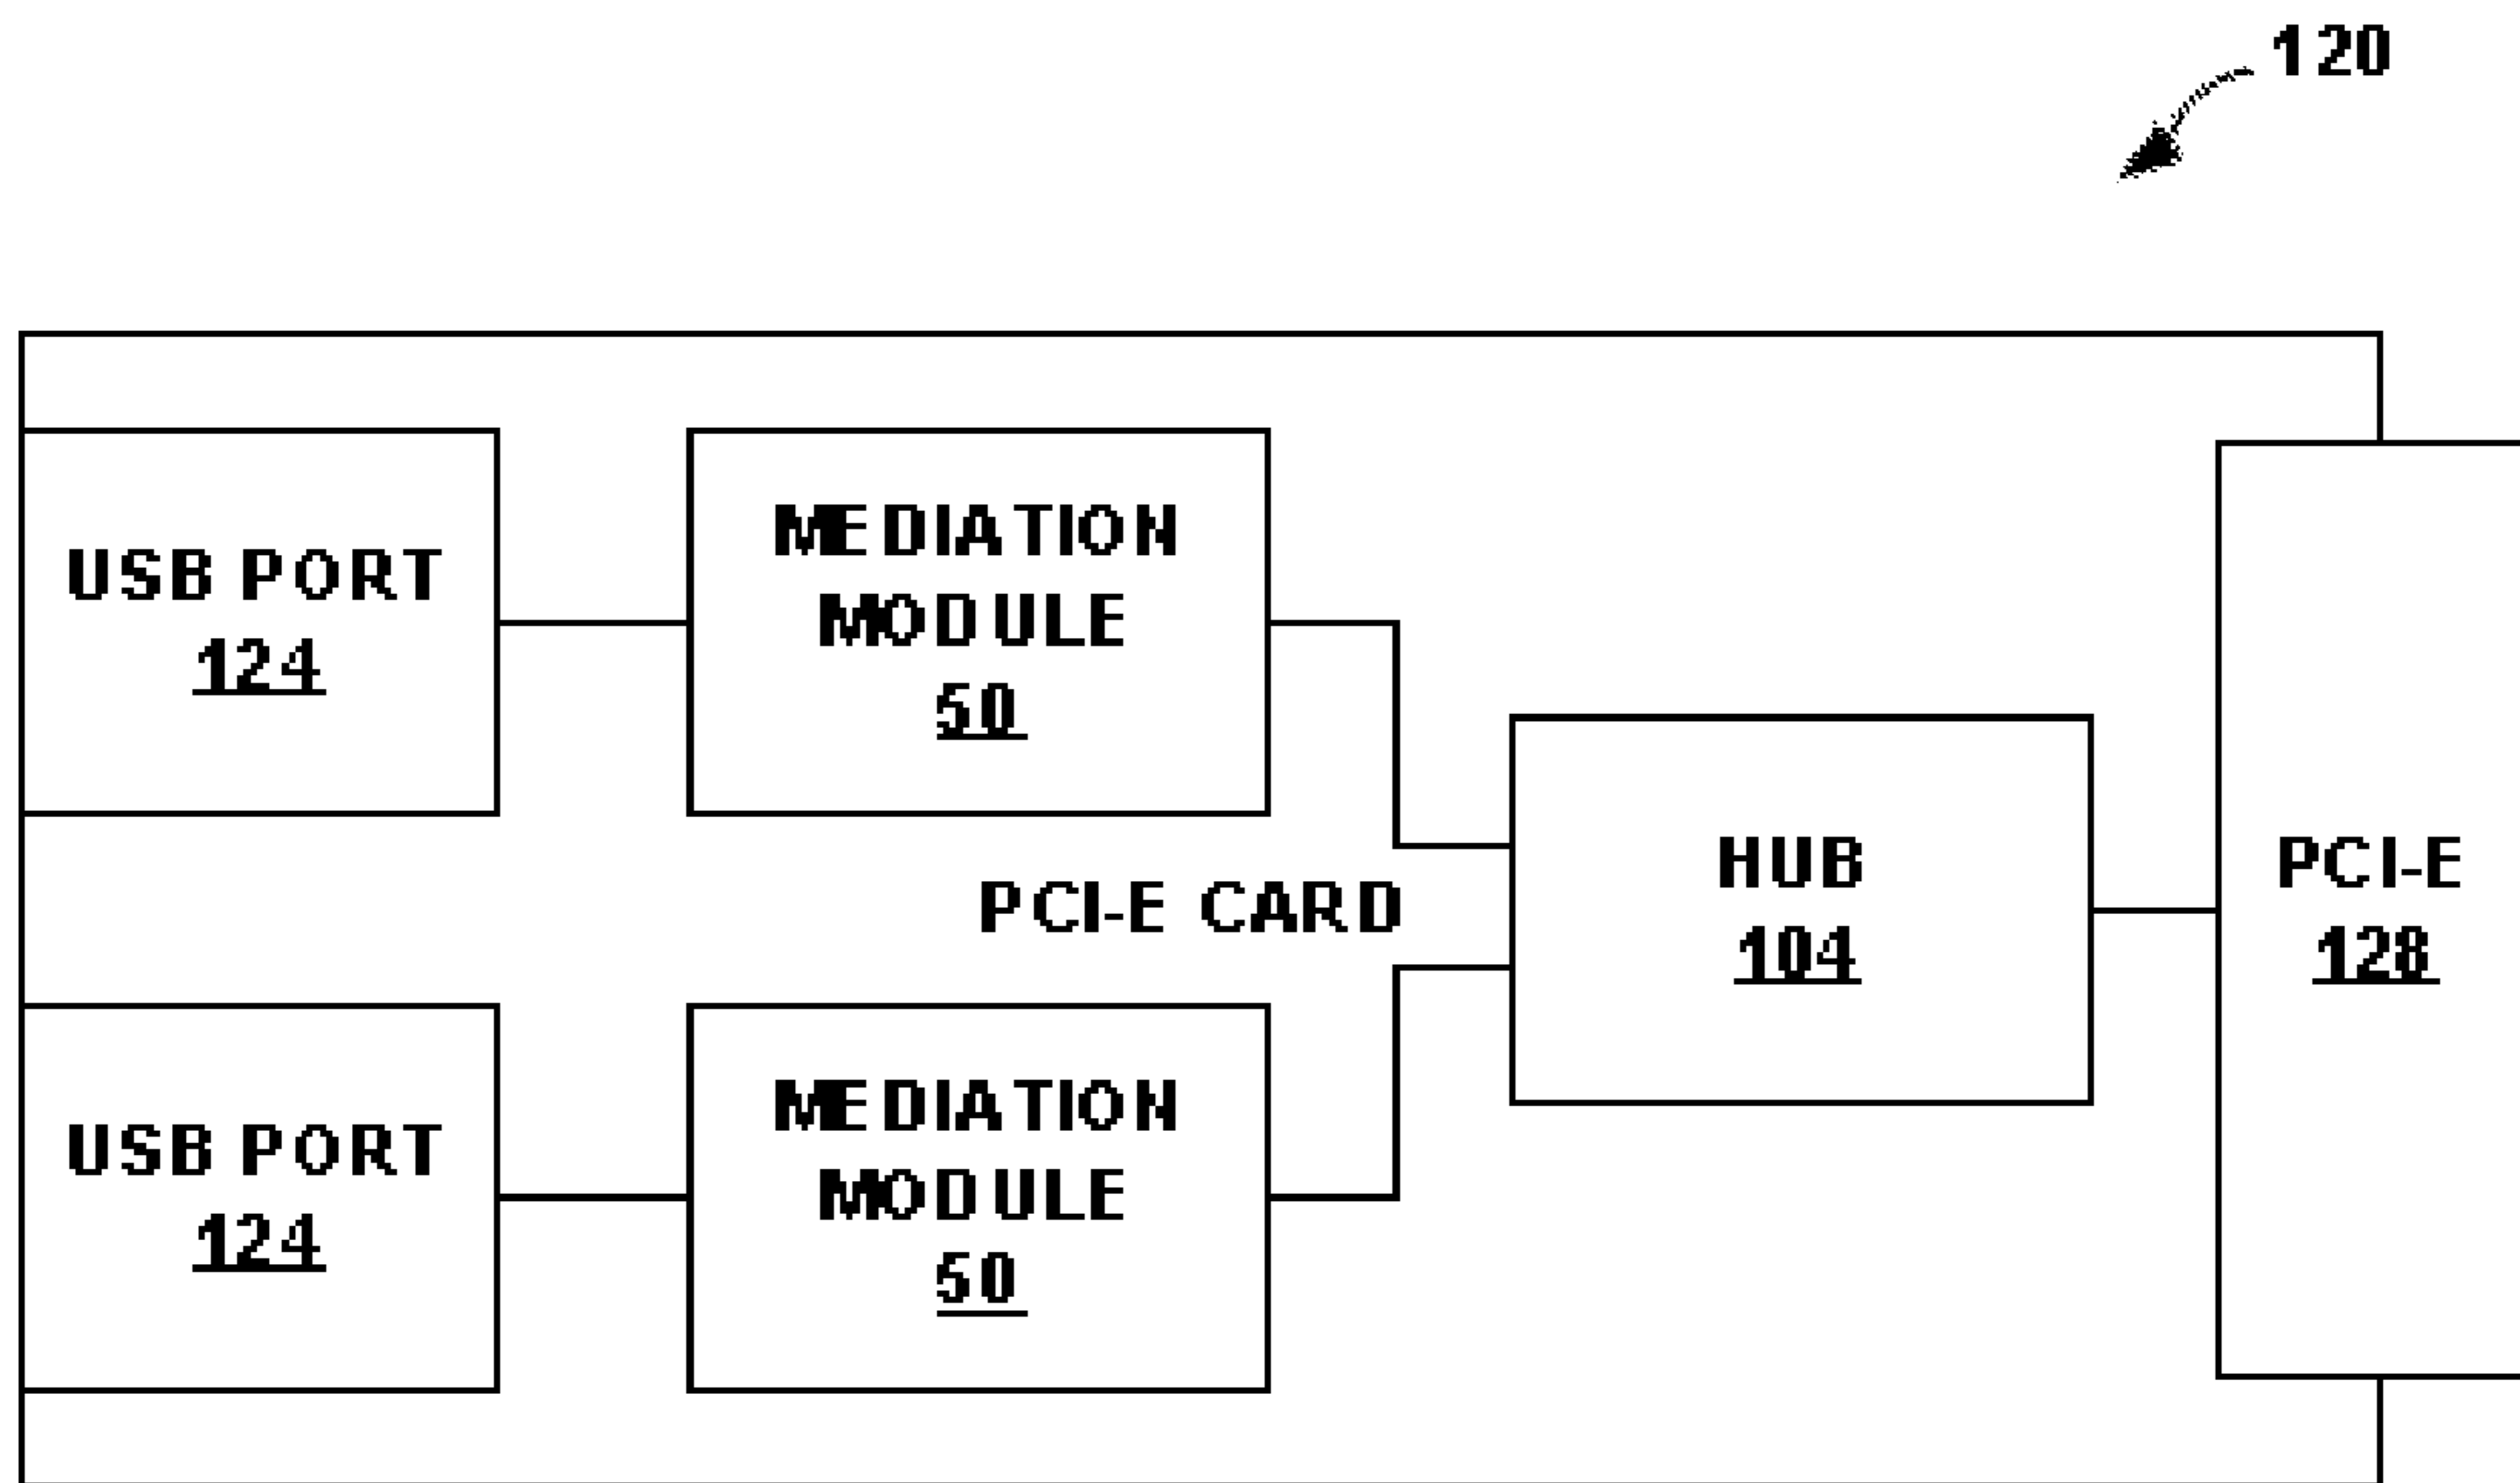 120
USB PORT
124
MEDIATION
MODULE
50
PCI-E CARD
HUB
104
PCI-E
128
USB PORT
124
MEDIATION
MODULE
50